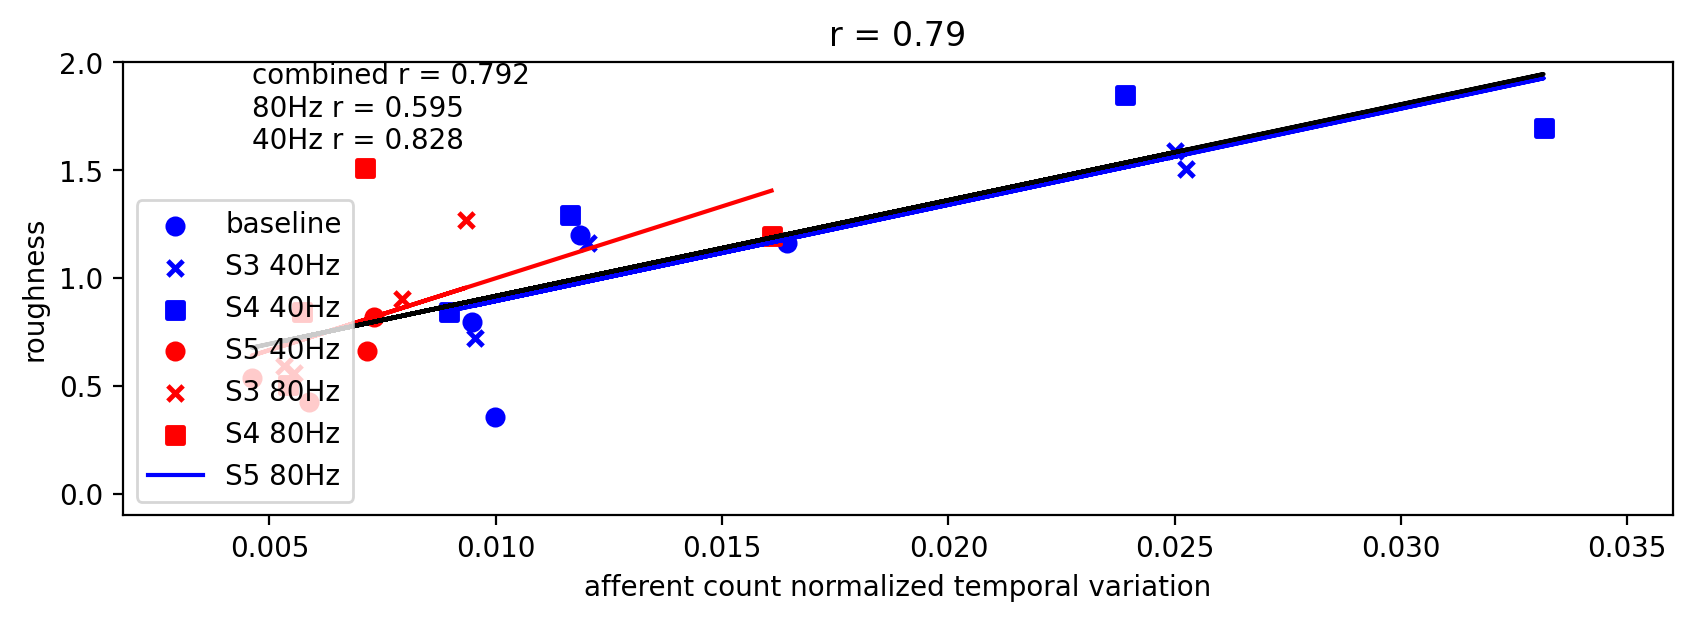 r = 0.79
combined r = 0.792
80Hz r = 0.595
40Hz r = 0.828
2.0
1.5
1.0
0.5
0.0
roughness
baseline
S3 40Hz
S4 40Hz
S5 40Hz
S3 80Hz
S4 80Hz
S5 80Hz
0.005 0.010 0.015 0.020 0.025 0.030 0.035
afferent count normalized temporal variation